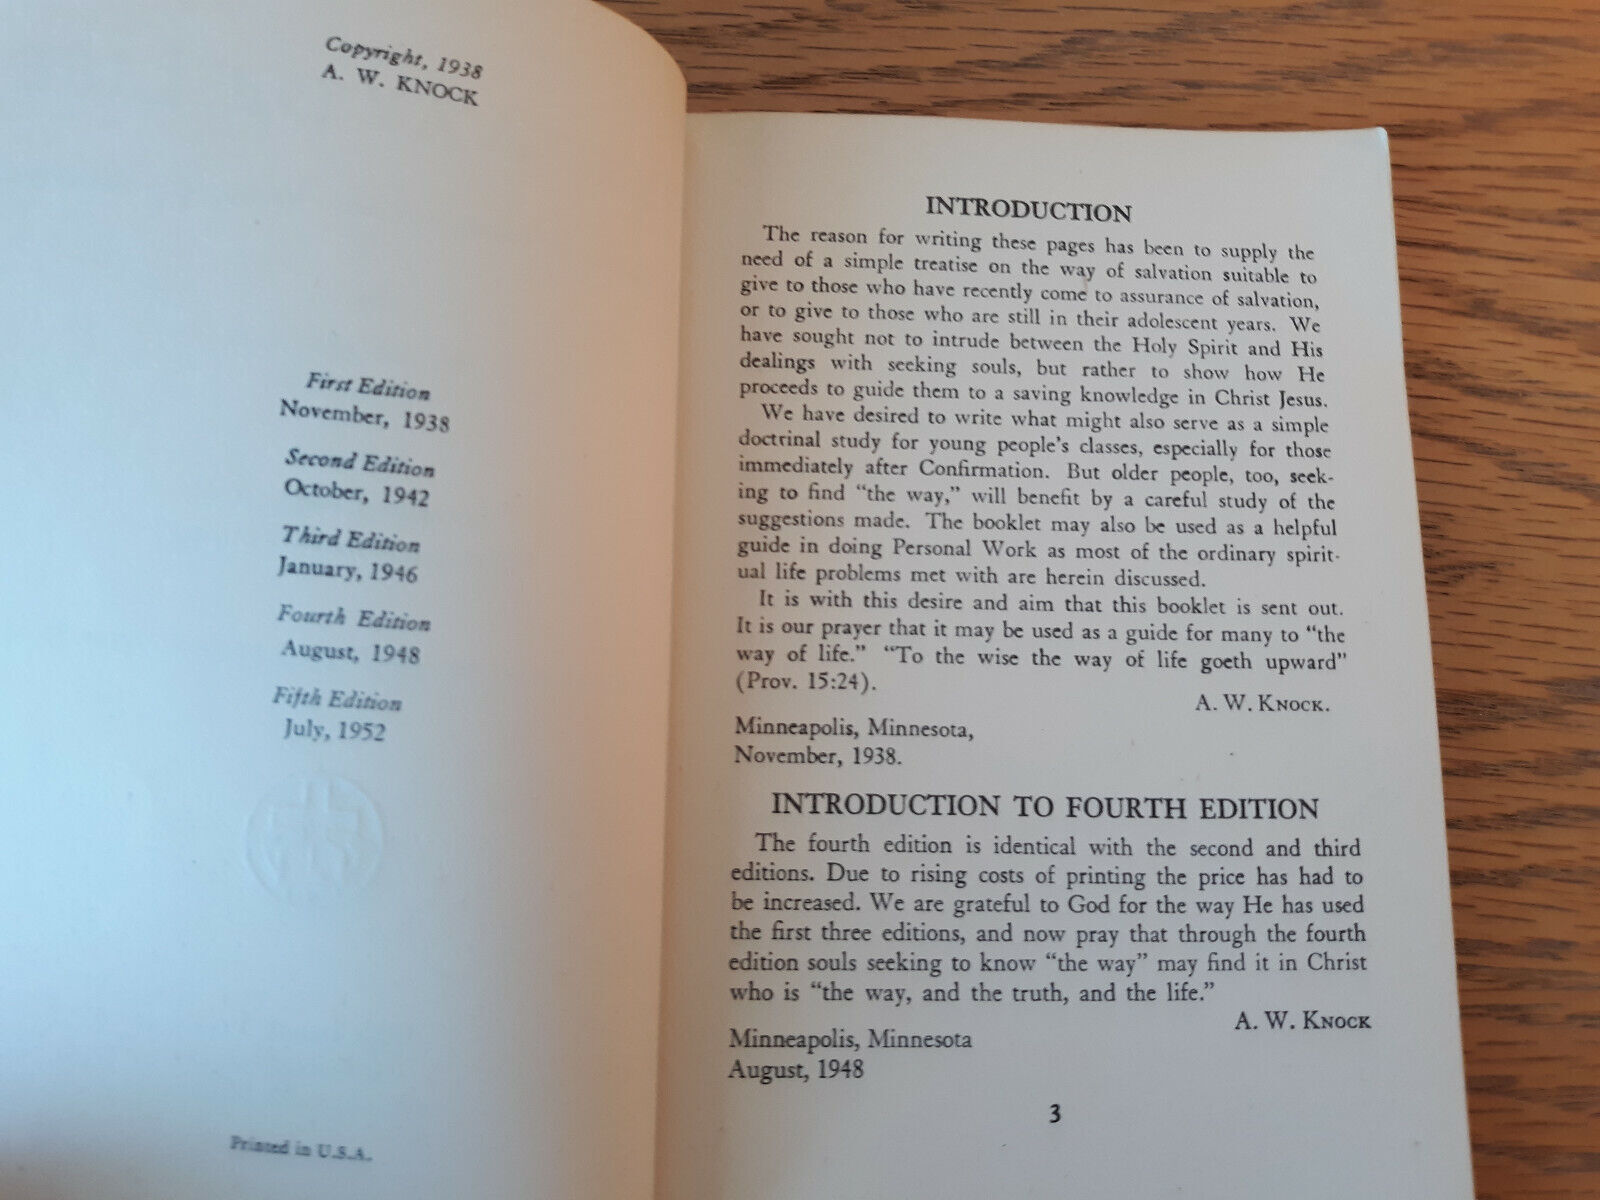 Copyright, 1938
A. W. KNOCK
First Edition
November, 1938
Second Edition
October, 1942
Third Edition
January, 1946
Fourth Edition
August, 1948
Fifth Edition
July, 1952
Printed in U.S.A.
INTRODUCTION
The reason for writing these pages has been to supply the
need of a simple treatise on the way of salvation suitable to
give to those who have recently come to assurance of salvation,
or to give to those who are still in their adolescent years. We
have sought not to intrude between the Holy Spirit and His
dealings with seeking souls, but rather to show how He
proceeds to guide them to a saving knowledge in Christ Jesus.
We have desired to write what might also serve as a simple
doctrinal study for young people's classes, especially for those
immediately after Confirmation. But older people, too, seek-
ing to find "the way," will benefit by a careful study of the
suggestions made. The booklet may also be used as a helpful
guide in doing Personal Work as most of the ordinary spirit-
ual life problems met with are herein discussed.
It is with this desire and aim that this booklet is sent out.
It is our prayer that it may be used as a guide for many to "the
way of life." "To the wise the way of life goeth upward"
(Prov. 15:24).
A. W. KNOCK.
Minneapolis, Minnesota,
November, 1938.
INTRODUCTION TO FOURTH EDITION
The fourth edition is identical with the second and third
editions. Due to rising costs of printing the price has had to
be increased. We are grateful to God for the way He has used
the first three editions, and now pray that through the fourth
edition souls seeking to know "the way" may find it in Christ
who is "the way, and the truth, and the life."
A. W. KNOCK
Minneapolis, Minnesota
August, 1948
3